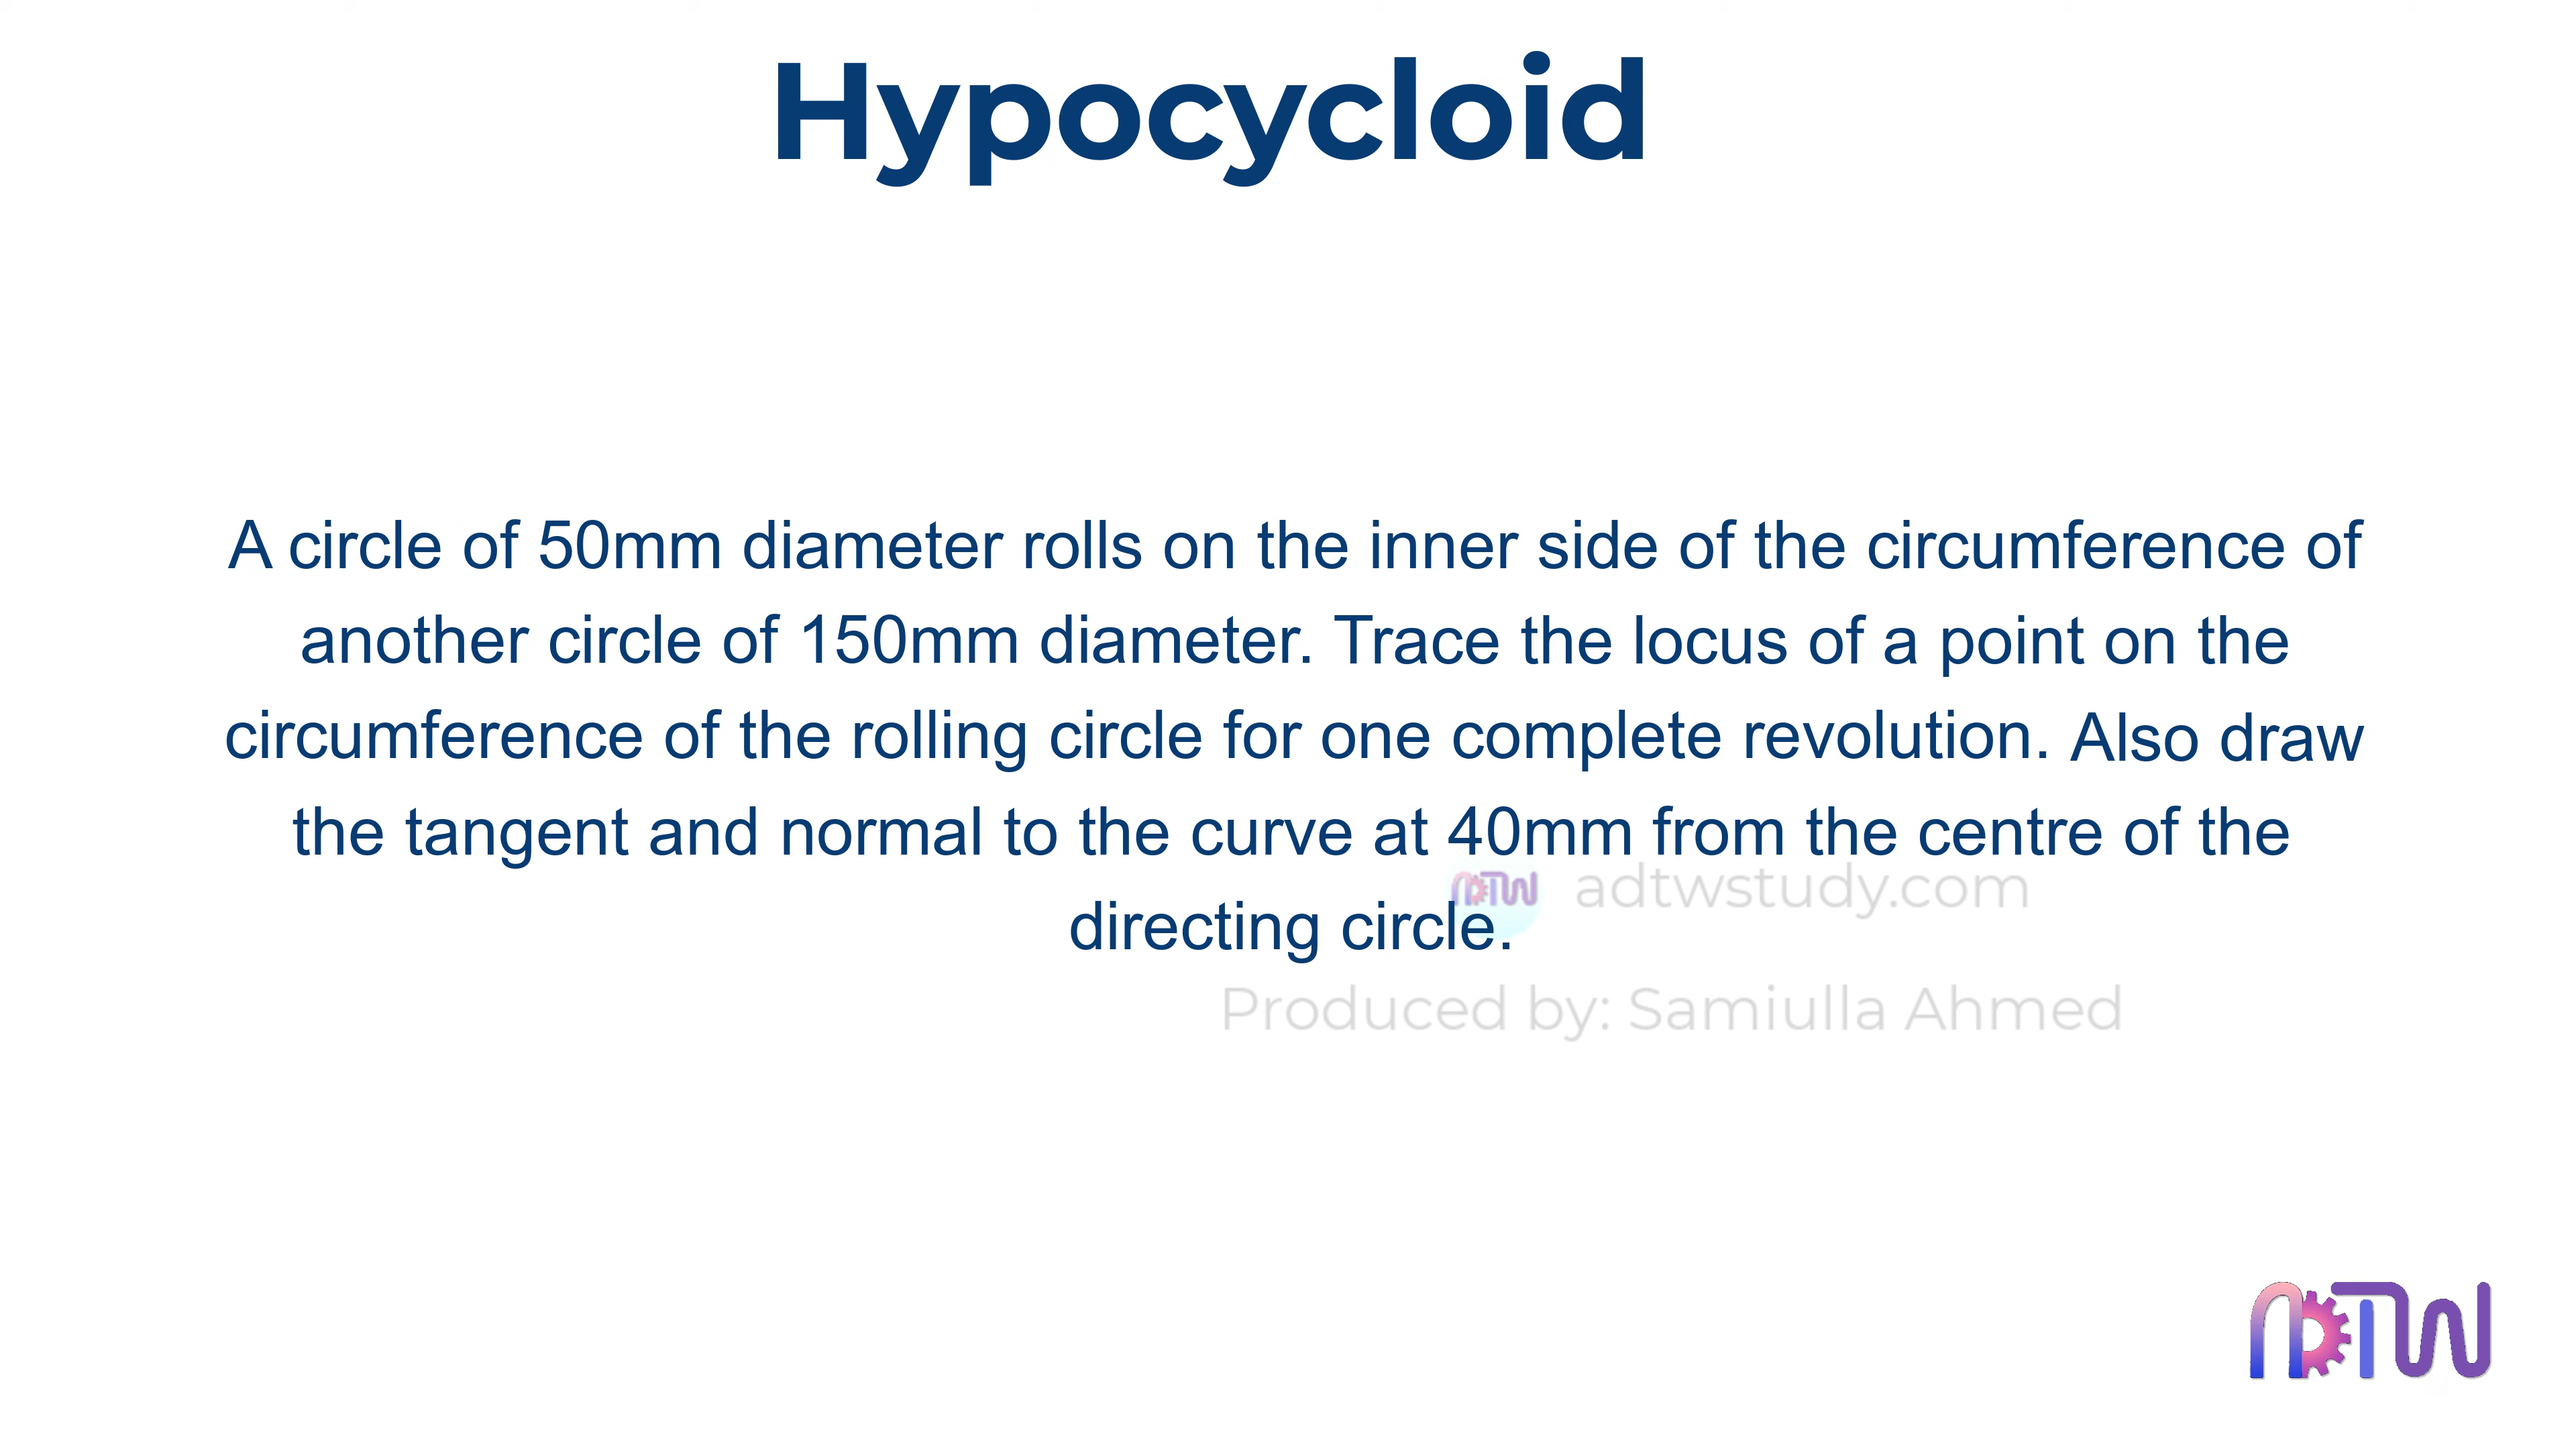 Hypocycloid
A circle of 50mm diameter rolls on the inner side of the circumference of
another circle of 150mm diameter. Trace the locus of a point on the
circumference of the rolling circle for one complete revolution. Also draw
the tangent and normal to the curve at 40mm from the centre of the
ADTW adtwstudy.com
directing circle.
Produced by: Samiulla Ahmed
ADTW